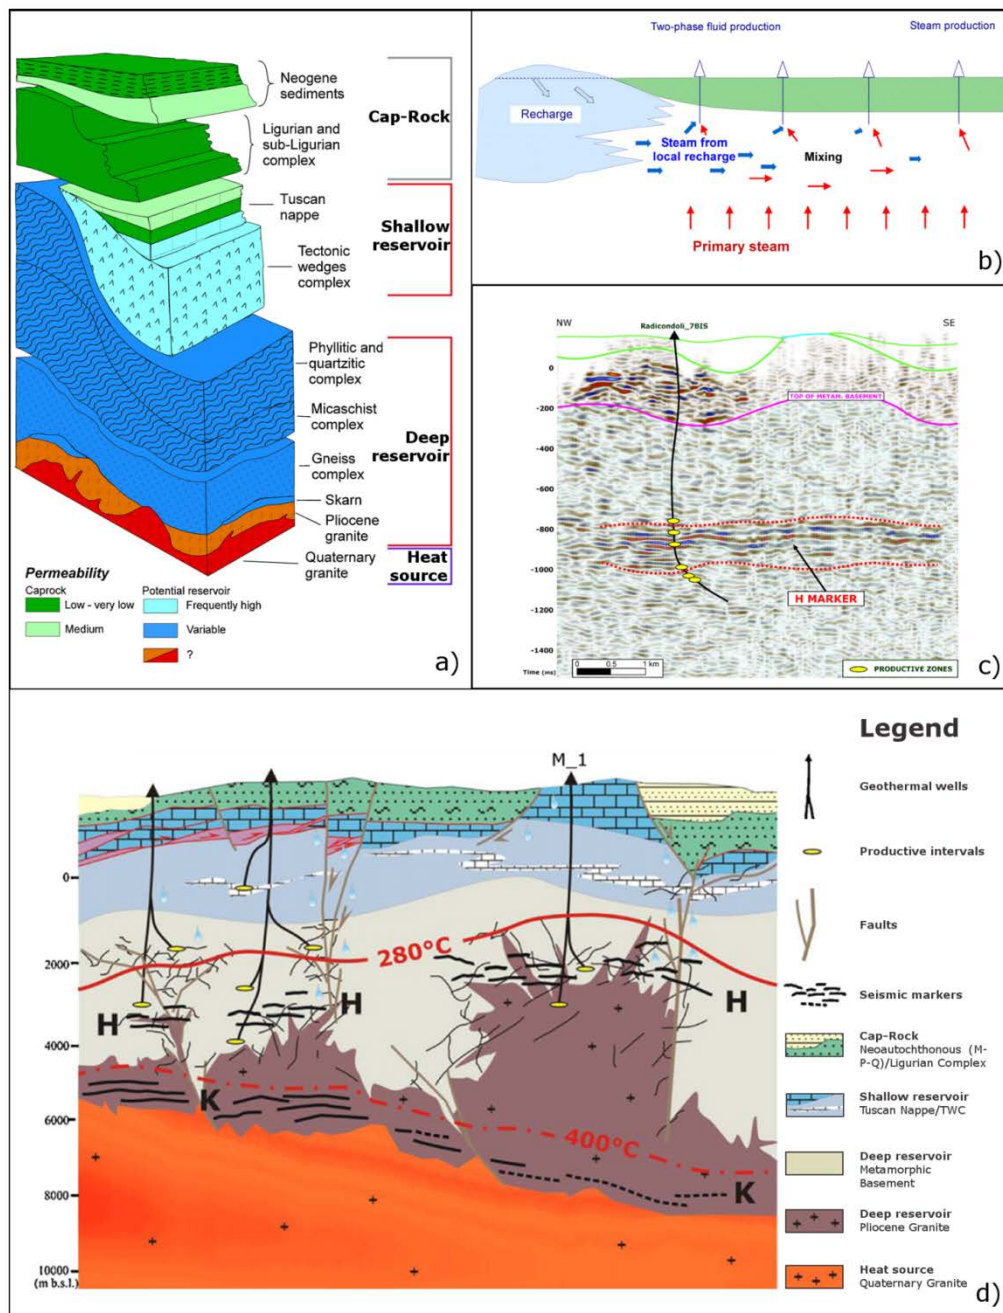 Neogene
sediments
Ligurian and
sub-Ligurian
complex
Cap-Rock
Tuscan
nappe
Shallow
reservoir
Tectonic
wedges
complex
Phyllitic and
quartzitic
complex
Micaschist
complex
Deep
reservoir
Gneiss
complex
Skarn
Pliocene
granite
Quaternary
granite
Heat
source
Permeability
Caprock
Potential reservoir
Low - very low
Frequently high
Medium
Variable
?
a)
Two-phase fluid production
Steam production
Recharge
Steam from
local recharge
Mixing
Primary steam
b)
NW
Radicondoli_7BIS
SE
0
-200
TOP OF METAM. BASEMENT
-400
-600
-800
-1000
H MARKER
-1200
-1400
Time (ms)
0 0.5 1 km
PRODUCTIVE ZONES
c)
M_1
0
2000
4000
6000
8000
10000
(m b.s.l.)
280°C
H
H
H
K
400°C
K
Legend
Geothermal wells
Productive intervals
Faults
Seismic markers
Cap-Rock
Neoautochthonous (M-
P-Q)/Ligurian Complex
Shallow reservoir
Tuscan Nappe/TWC
Deep reservoir
Metamorphic
Basement
Deep reservoir
Pliocene Granite
Heat source
Quaternary Granite
d)